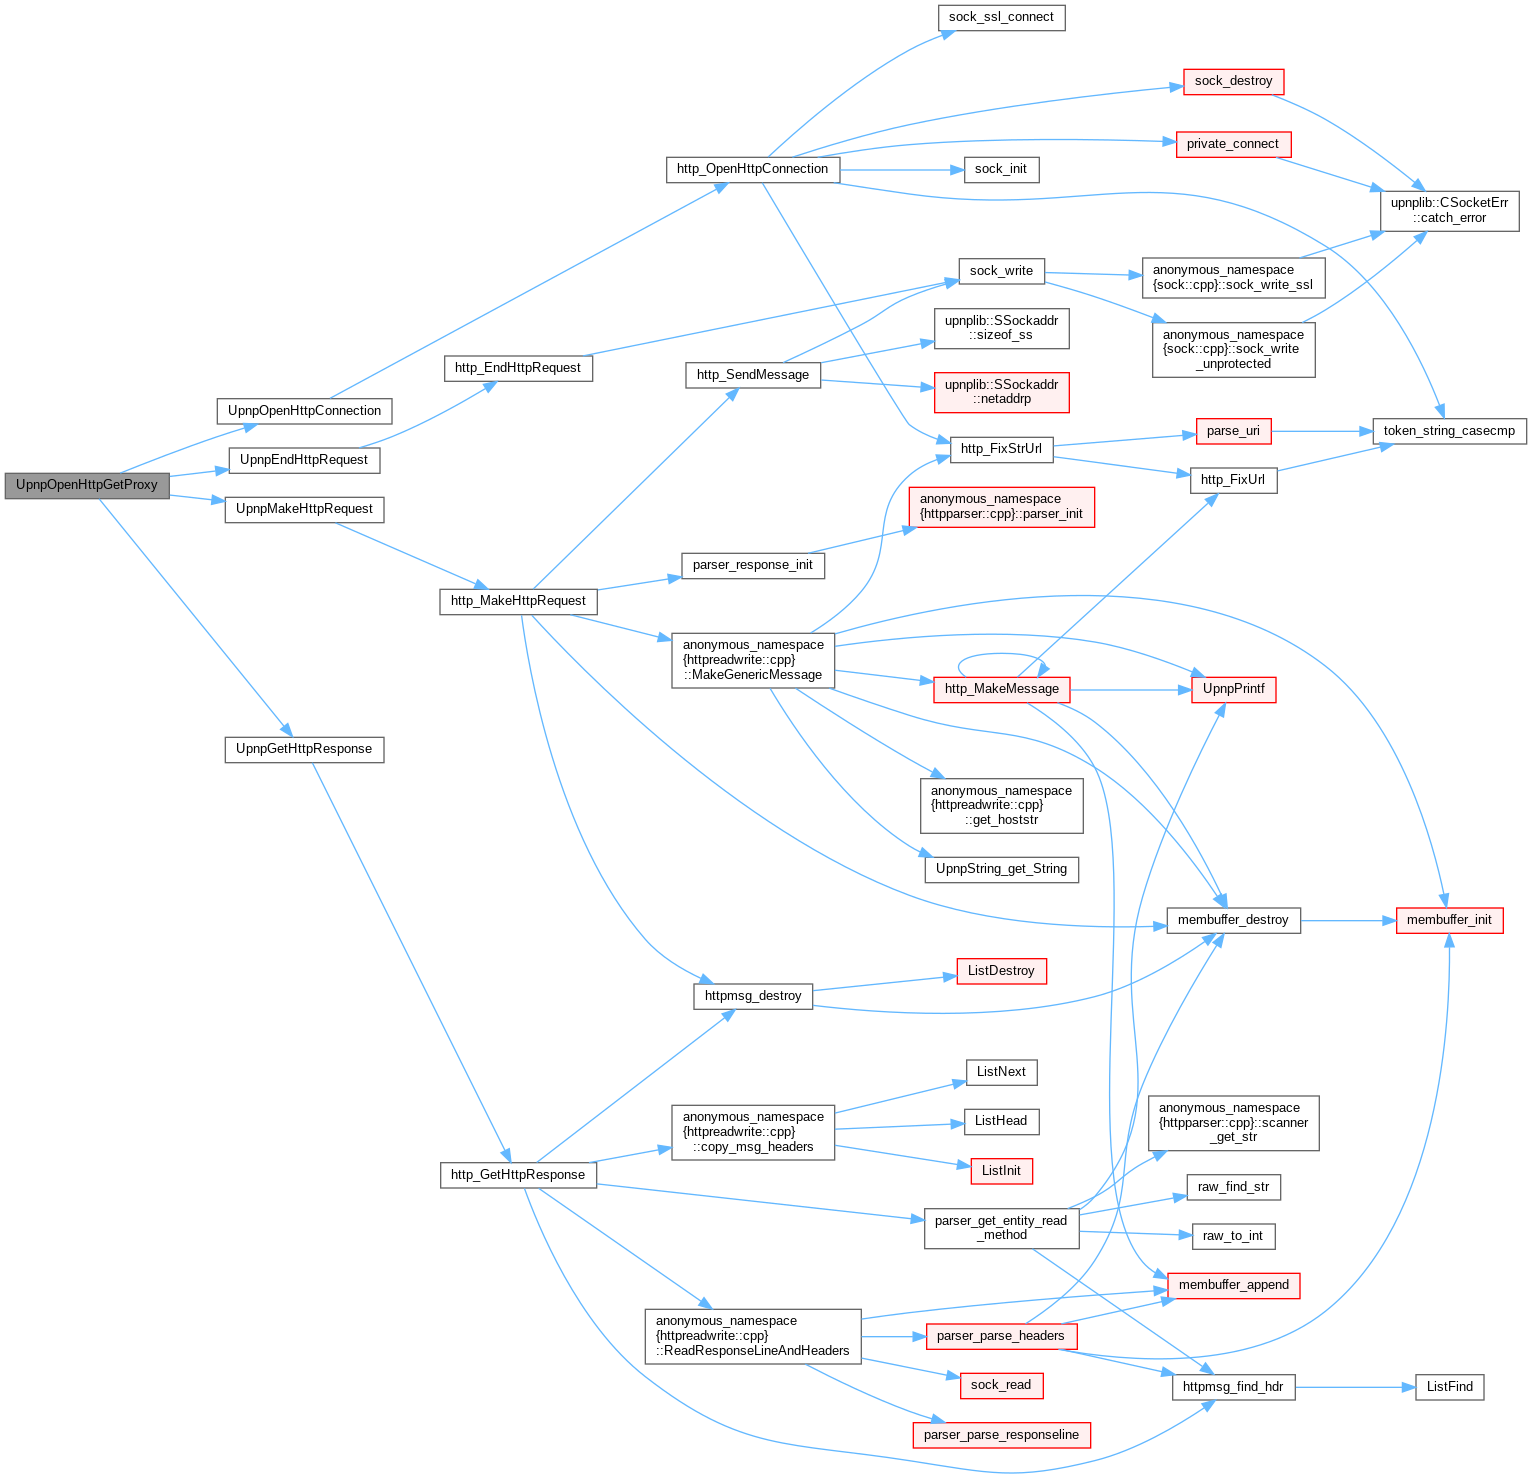 sock_ssl_connect
sock_destroy
private_connect
http_OpenHttpConnection
sock_init
upnplib::CSocketErr
::catch_error
sock_write
anonymous_namespace
{sock::cpp}::sock_write_ssl
upnplib::SSockaddr
::sizeof_ss
anonymous_namespace
{sock::cpp}::sock_write
_unprotected
http_EndHttpRequest
http_SendMessage
upnplib::SSockaddr
::netaddrp
UpnpOpenHttpConnection
parse_uri
token_string_casecmp
http_FixStrUrl
UpnpEndHttpRequest
http_FixUrl
UpnpOpenHttpGetProxy
UpnpMakeHttpRequest
anonymous_namespace
{httpparser::cpp}::parser_init
parser_response_init
http_MakeHttpRequest
anonymous_namespace
{httpreadwrite::cpp}
::MakeGenericMessage
http_MakeMessage
UpnpPrintf
UpnpGetHttpResponse
anonymous_namespace
{httpreadwrite::cpp}
::get_hoststr
UpnpString_get_String
membuffer_destroy
membuffer_init
ListDestroy
httpmsg_destroy
ListNext
anonymous_namespace
{httpreadwrite::cpp}
::copy_msg_headers
ListHead
anonymous_namespace
{httpparser::cpp}::scanner
_get_str
ListInit
http_GetHttpResponse
raw_find_str
parser_get_entity_read
_method
raw_to_int
membuffer_append
anonymous_namespace
{httpreadwrite::cpp}
::ReadResponseLineAndHeaders
parser_parse_headers
sock_read
httpmsg_find_hdr
ListFind
parser_parse_responseline